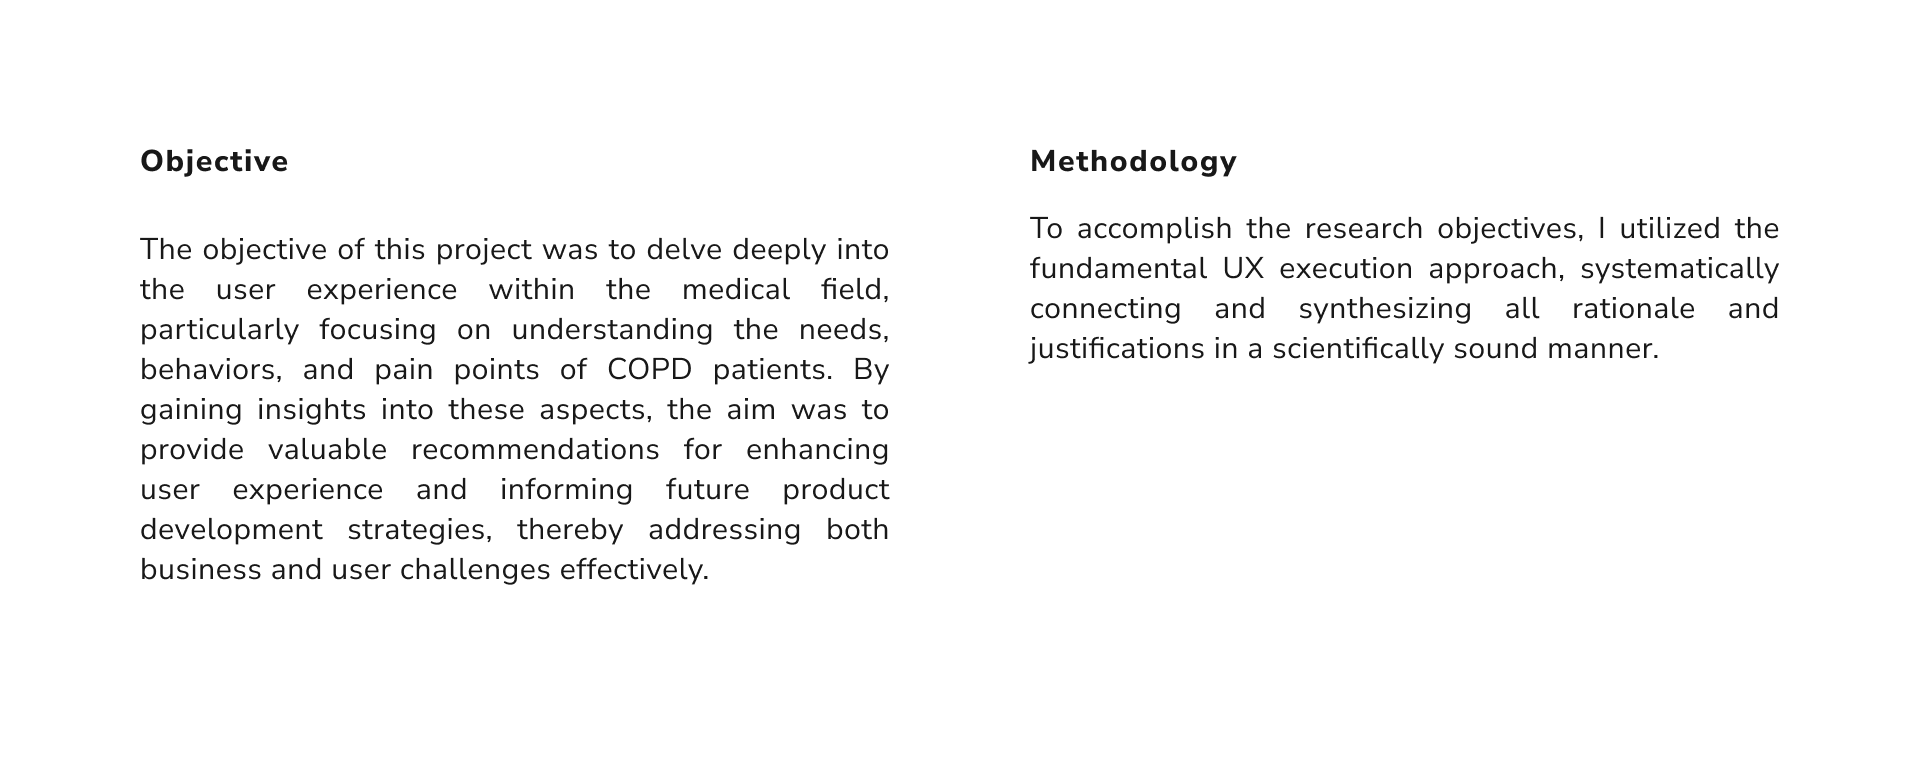 Objective
The objective of this project was to delve deeply into
the user experience within the medical field,
particularly focusing on understanding the needs,
behaviors, and pain points of COPD patients. By
gaining insights into these aspects, the aim was to
provide valuable recommendations for enhancing
user experience and informing future product
development strategies, thereby addressing both
business and user challenges effectively.
Methodology
To accomplish the research objectives, I utilized the
fundamental UX execution approach, systematically
connecting and synthesizing all rationale and
justifications in a scientifically sound manner.